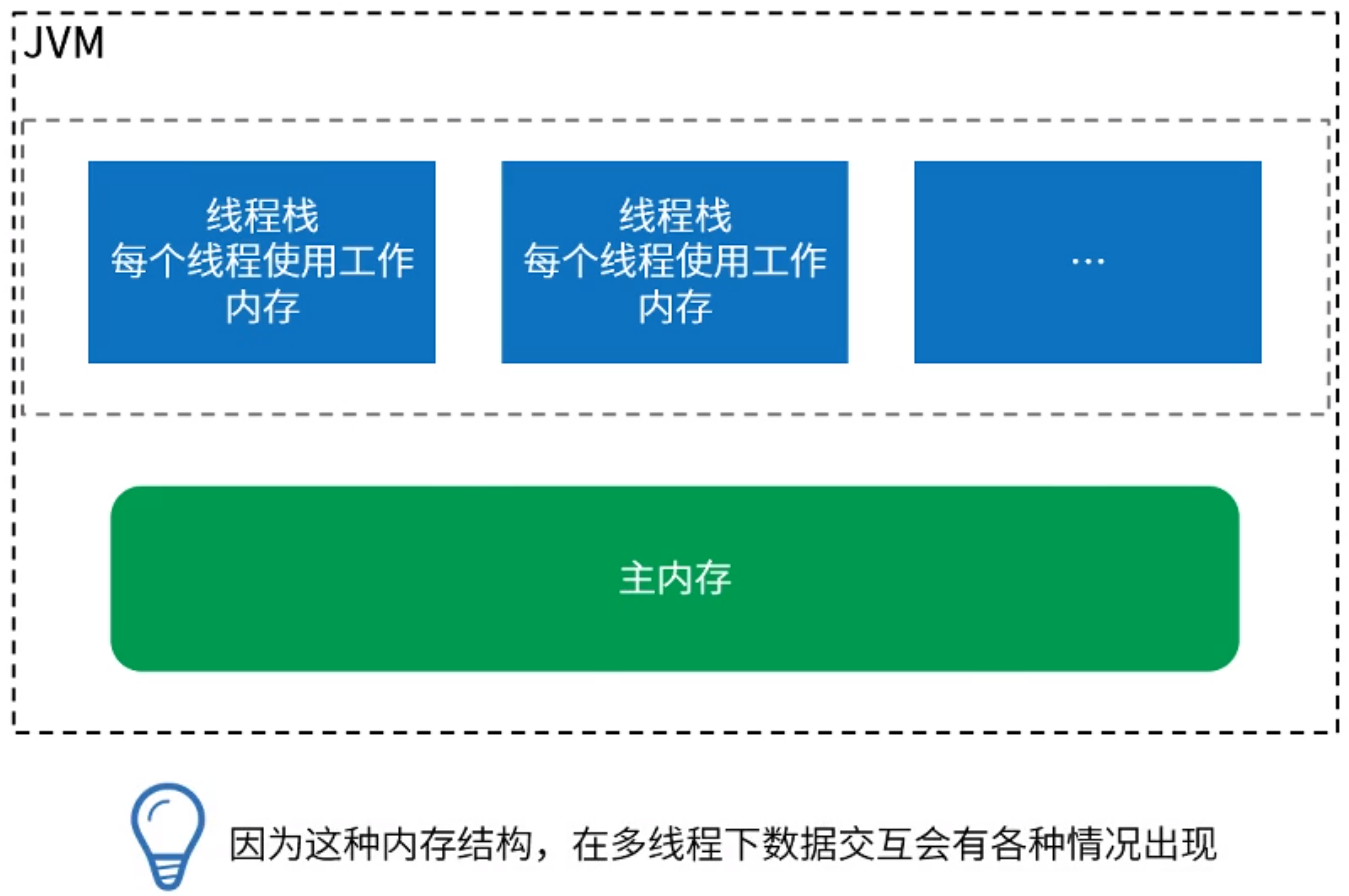 JVM
线程栈
每个线程使用工作
内存
线程栈
每个线程使用工作
内存
...
主内存
因为这种内存结构，在多线程下数据交互会有各种情况出现